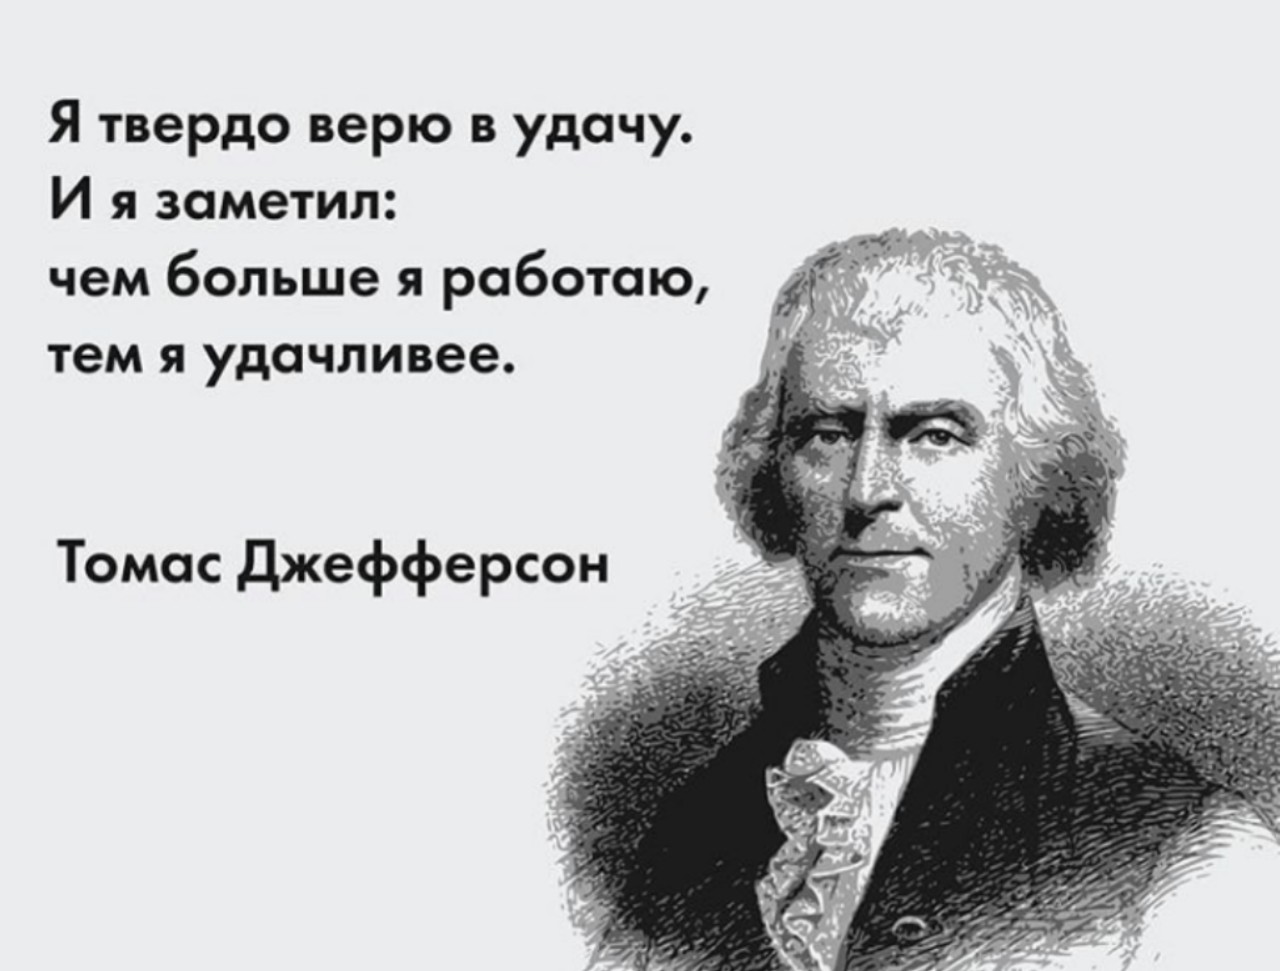 Я твердо верю в удачу.
И я заметил:
чем больше я работаю,
тем я удачливее.
Томас Джефферсон